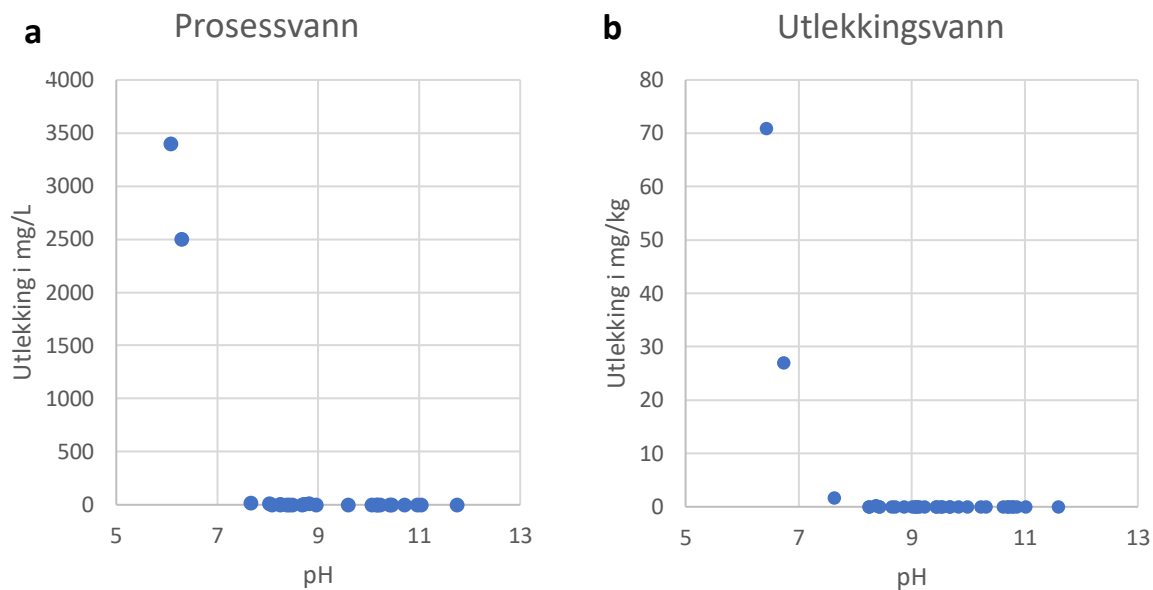 a
Prosessvann
4000
3500
3000
2500
2000
1500
1000
500
0
5 7 9 11 13
Utlekking i mg/L
pH
b
Utlekkingsvann
80
70
60
50
40
30
20
10
0
5 7 9 11 13
Utlekking i mg/kg
pH